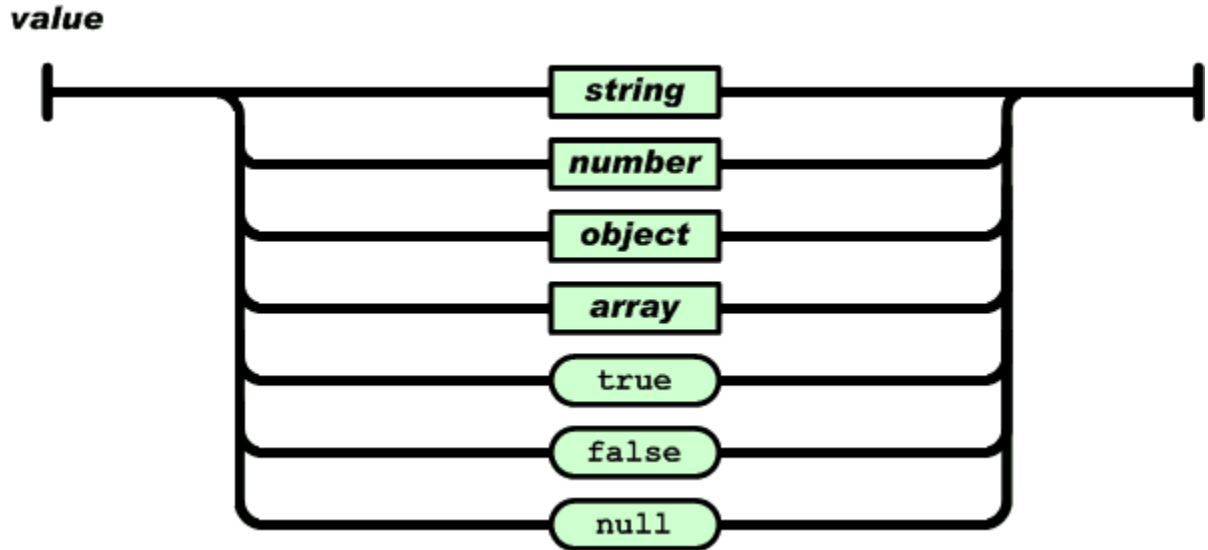 value
string
number
object
array
true
false
null